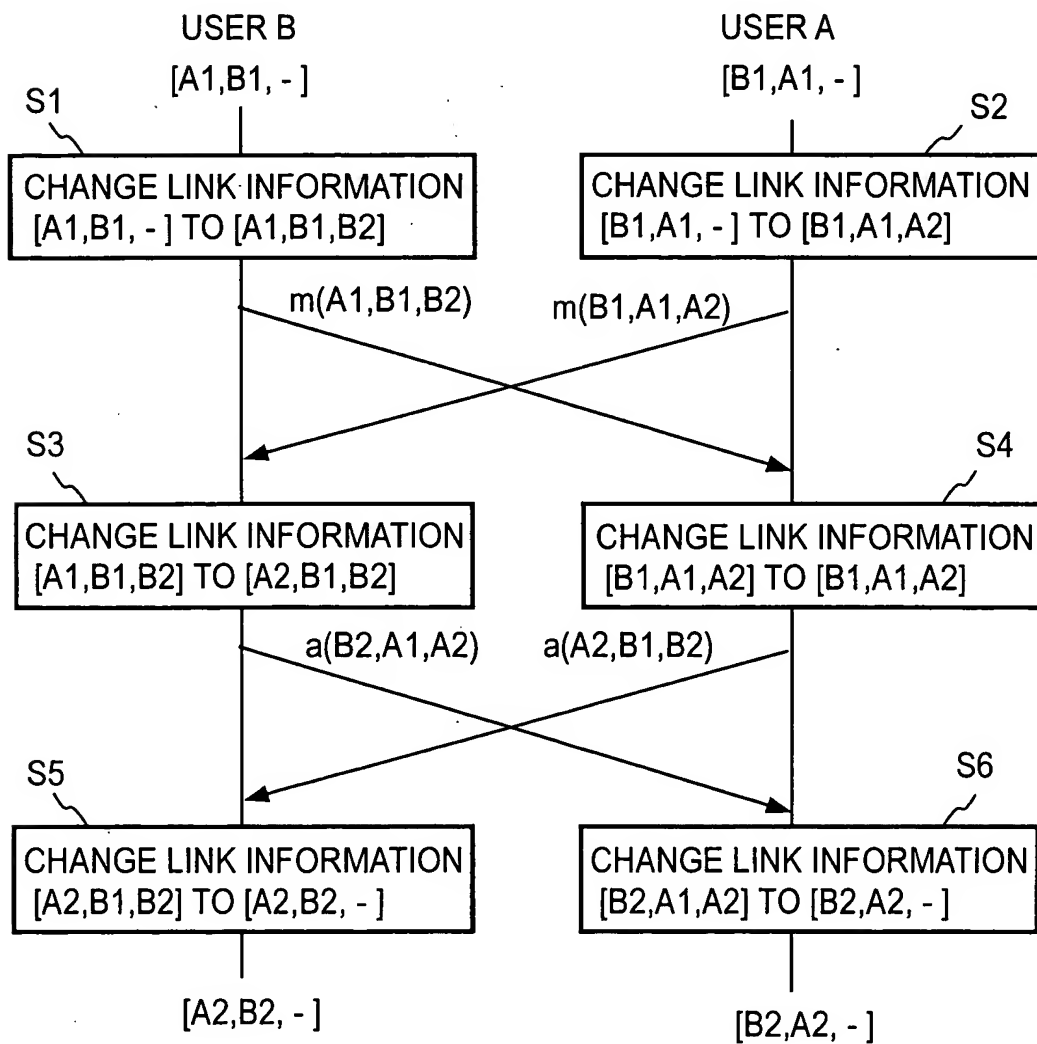 USER B
USER A
[A1,B1, - ]
[B1,A1, - ]
S1
S2
CHANGE LINK INFORMATION
[A1,B1, - ] TO [A1,B1,B2]
CHANGE LINK INFORMATION
[B1,A1, - ] TO [B1,A1,A2]
m(A1,B1,B2)
m(B1,A1,A2)
S3
S4
CHANGE LINK INFORMATION
[A1,B1,B2] TO [A2,B1,B2]
CHANGE LINK INFORMATION
[B1,A1,A2] TO [B1,A1,A2]
a(B2,A1,A2)
a(A2,B1,B2)
S5
S6
CHANGE LINK INFORMATION
[A2,B1,B2] TO [A2,B2, - ]
CHANGE LINK INFORMATION
[B2,A1,A2] TO [B2,A2, - ]
[A2,B2, - ]
[B2,A2, - ]